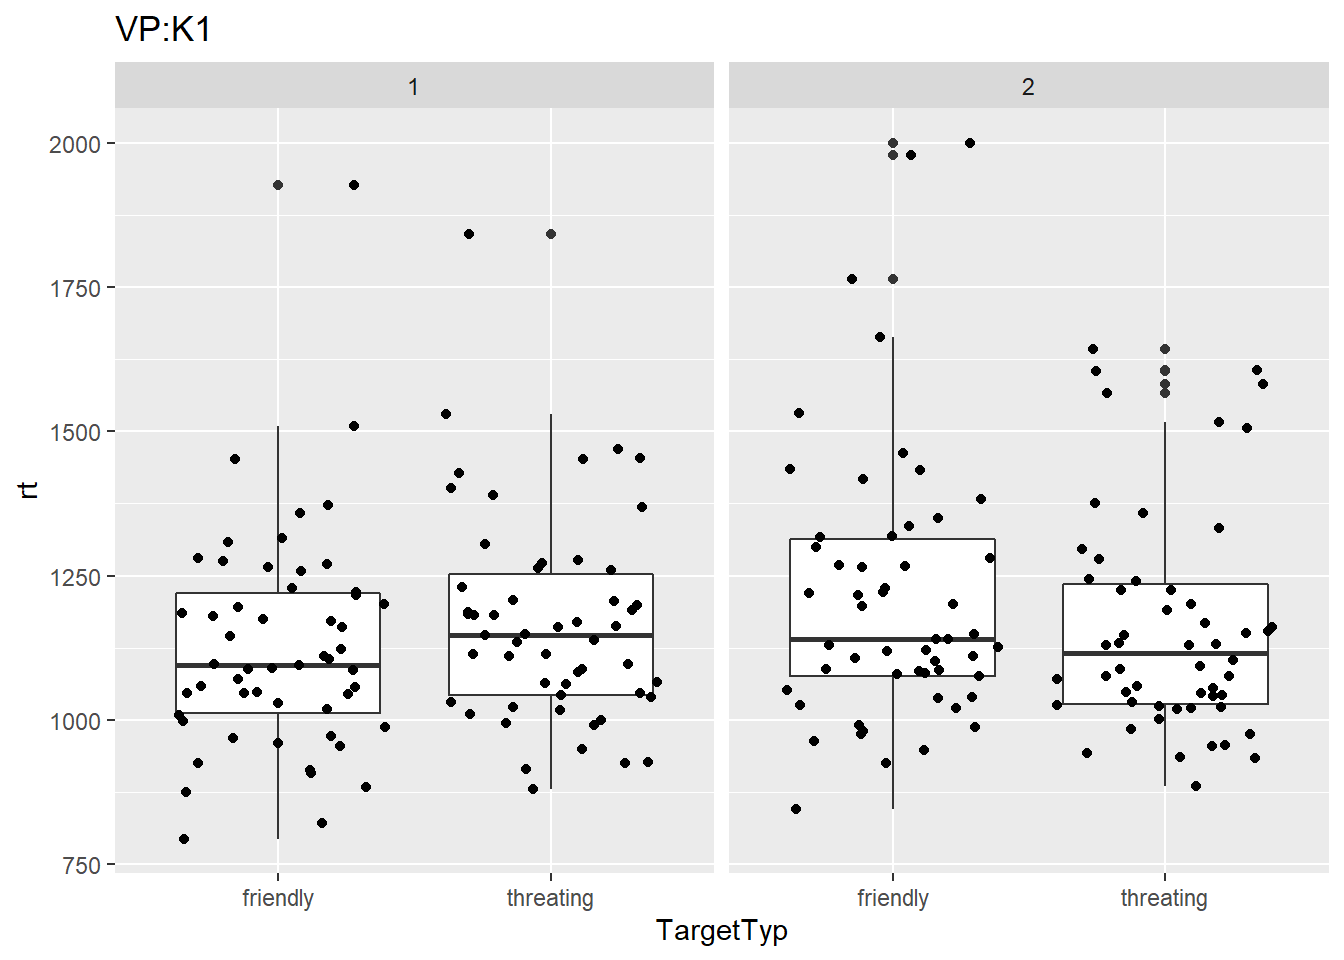 VP:K1
1
2
2000
1750
1500
1250
1000
750
rt
friendly
threating
friendly
threating
TargetTyp